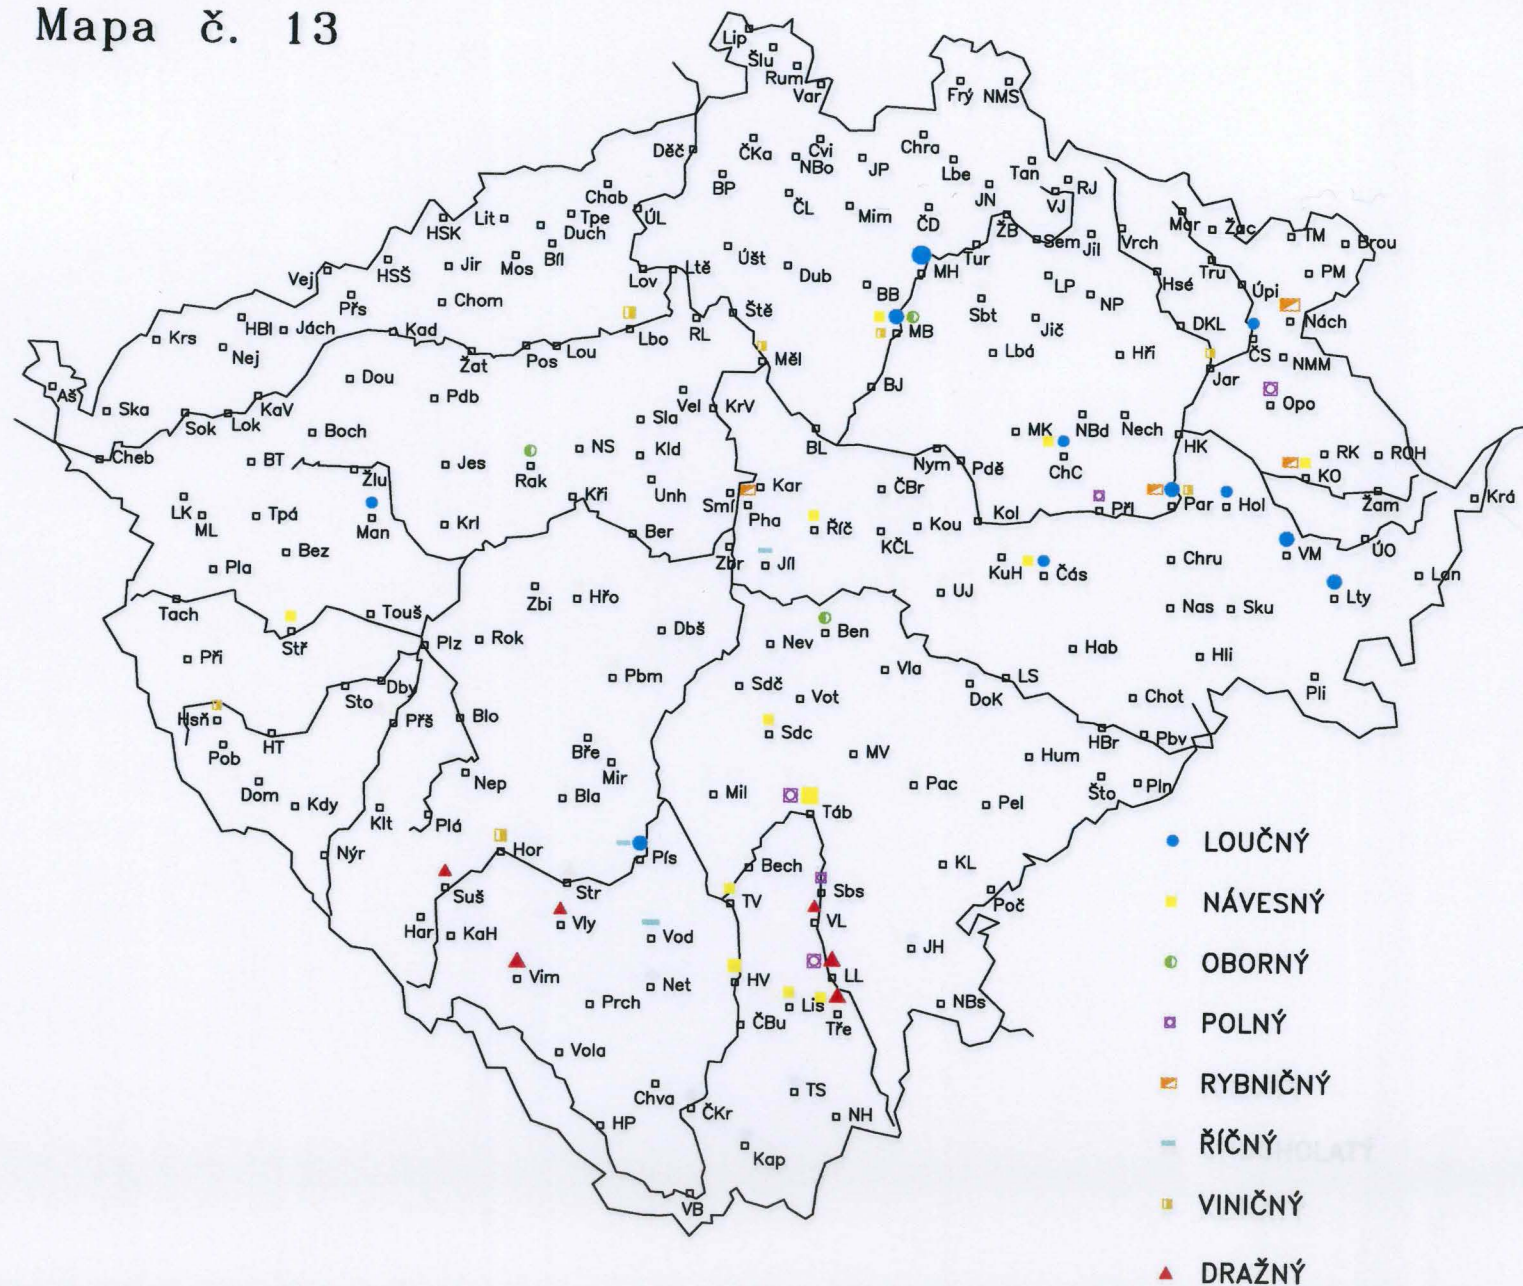 Mapa č. 13
Lip
Šlu
Rum
Var
Frý NMS
Děč
ČKa
Cvi
NBo
JP
Chra
Lbe
Tan
RJ
BP
Chab
ČL
Mim
ČD
JN
VJ
ÚL
HSK
Lit
Tpe
Duch
Bíl
Mos
ŽB
Sem
Jil
Vrch
Mar
Žac
TM
Brou
Vej
HSŠ
Jir
Chom
Přs
Lov
Ltě
Úšt
Dub
BB
MH
Tur
LP
NP
Hsé
Tru
Úpi
PM
Krs
HBl
Jách
Nej
Kad
Žat
Pos
Lou
Lbo
RL
Ště
Měl
MB
Sbt
Jič
Lbá
Hři
DKL
ČS
Nách
NMM
Jar
Opo
Aš
Ska
Cheb
Sok
Lok
KaV
Dou
Pdb
Boch
BT
Žlu
Jes
Rak
NS
Sla
Kld
Vel
KrV
BL
BJ
Nym
Pdě
MK
NBd
Nech
ChC
HK
RK
ROH
KO
Žam
Krá
LK
ML
Tpá
Man
Krl
Kři
Unh
Smí
Kar
Pha
Ber
ČBr
Říč
KČL
Kou
Kol
Přl
Par
Hol
VM
ÚO
Lan
Lty
Pla
Bez
Zbr
Jíl
KuH
Čás
Chru
Nas
Sku
Tach
Stř
Touš
Plz
Rok
Zbi
Hřo
Dbš
UJ
Ben
Nev
Hab
Hli
Pli
Při
Hsň
Pob
HT
Sto
Dby
Přš
Blo
Pbm
Sdč
Vot
Vla
DoK
LS
Chot
HBr
Pbv
Dom
Kdy
Klt
Plá
Nep
Bře
Mir
Bla
Sdc
MV
Mil
Pac
Pel
Hum
Što
Pln
Táb
Nýr
Hor
Str
Pís
Bech
Sbs
KL
Poč
Suš
Har
KaH
Vly
Vod
TV
VL
JH
Vim
Net
Prch
HV
LL
Lis
Tře
NBs
ČBu
Vola
Chva
ČKr
TS
NH
HP
Kap
VB
LOUČNÝ
NÁVESNÝ
OBORNÝ
POLNÝ
RYBNIČNÝ
ŘÍČNÝ
VINIČNÝ
DRAŽNÝ